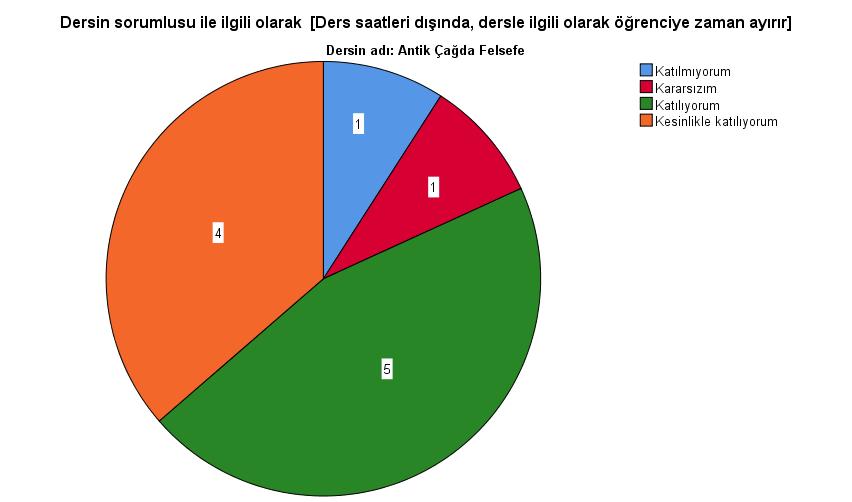 Dersin sorumlusu ile ilgili olarak  [Ders saatleri dışında, dersle ilgili olarak öğrenciye zaman ayırır]
Dersin adı: Antik Çağda Felsefe
Katılmıyorum
Kararsızım
Katılıyorum
Kesinlikle katılıyorum
1
1
4
5